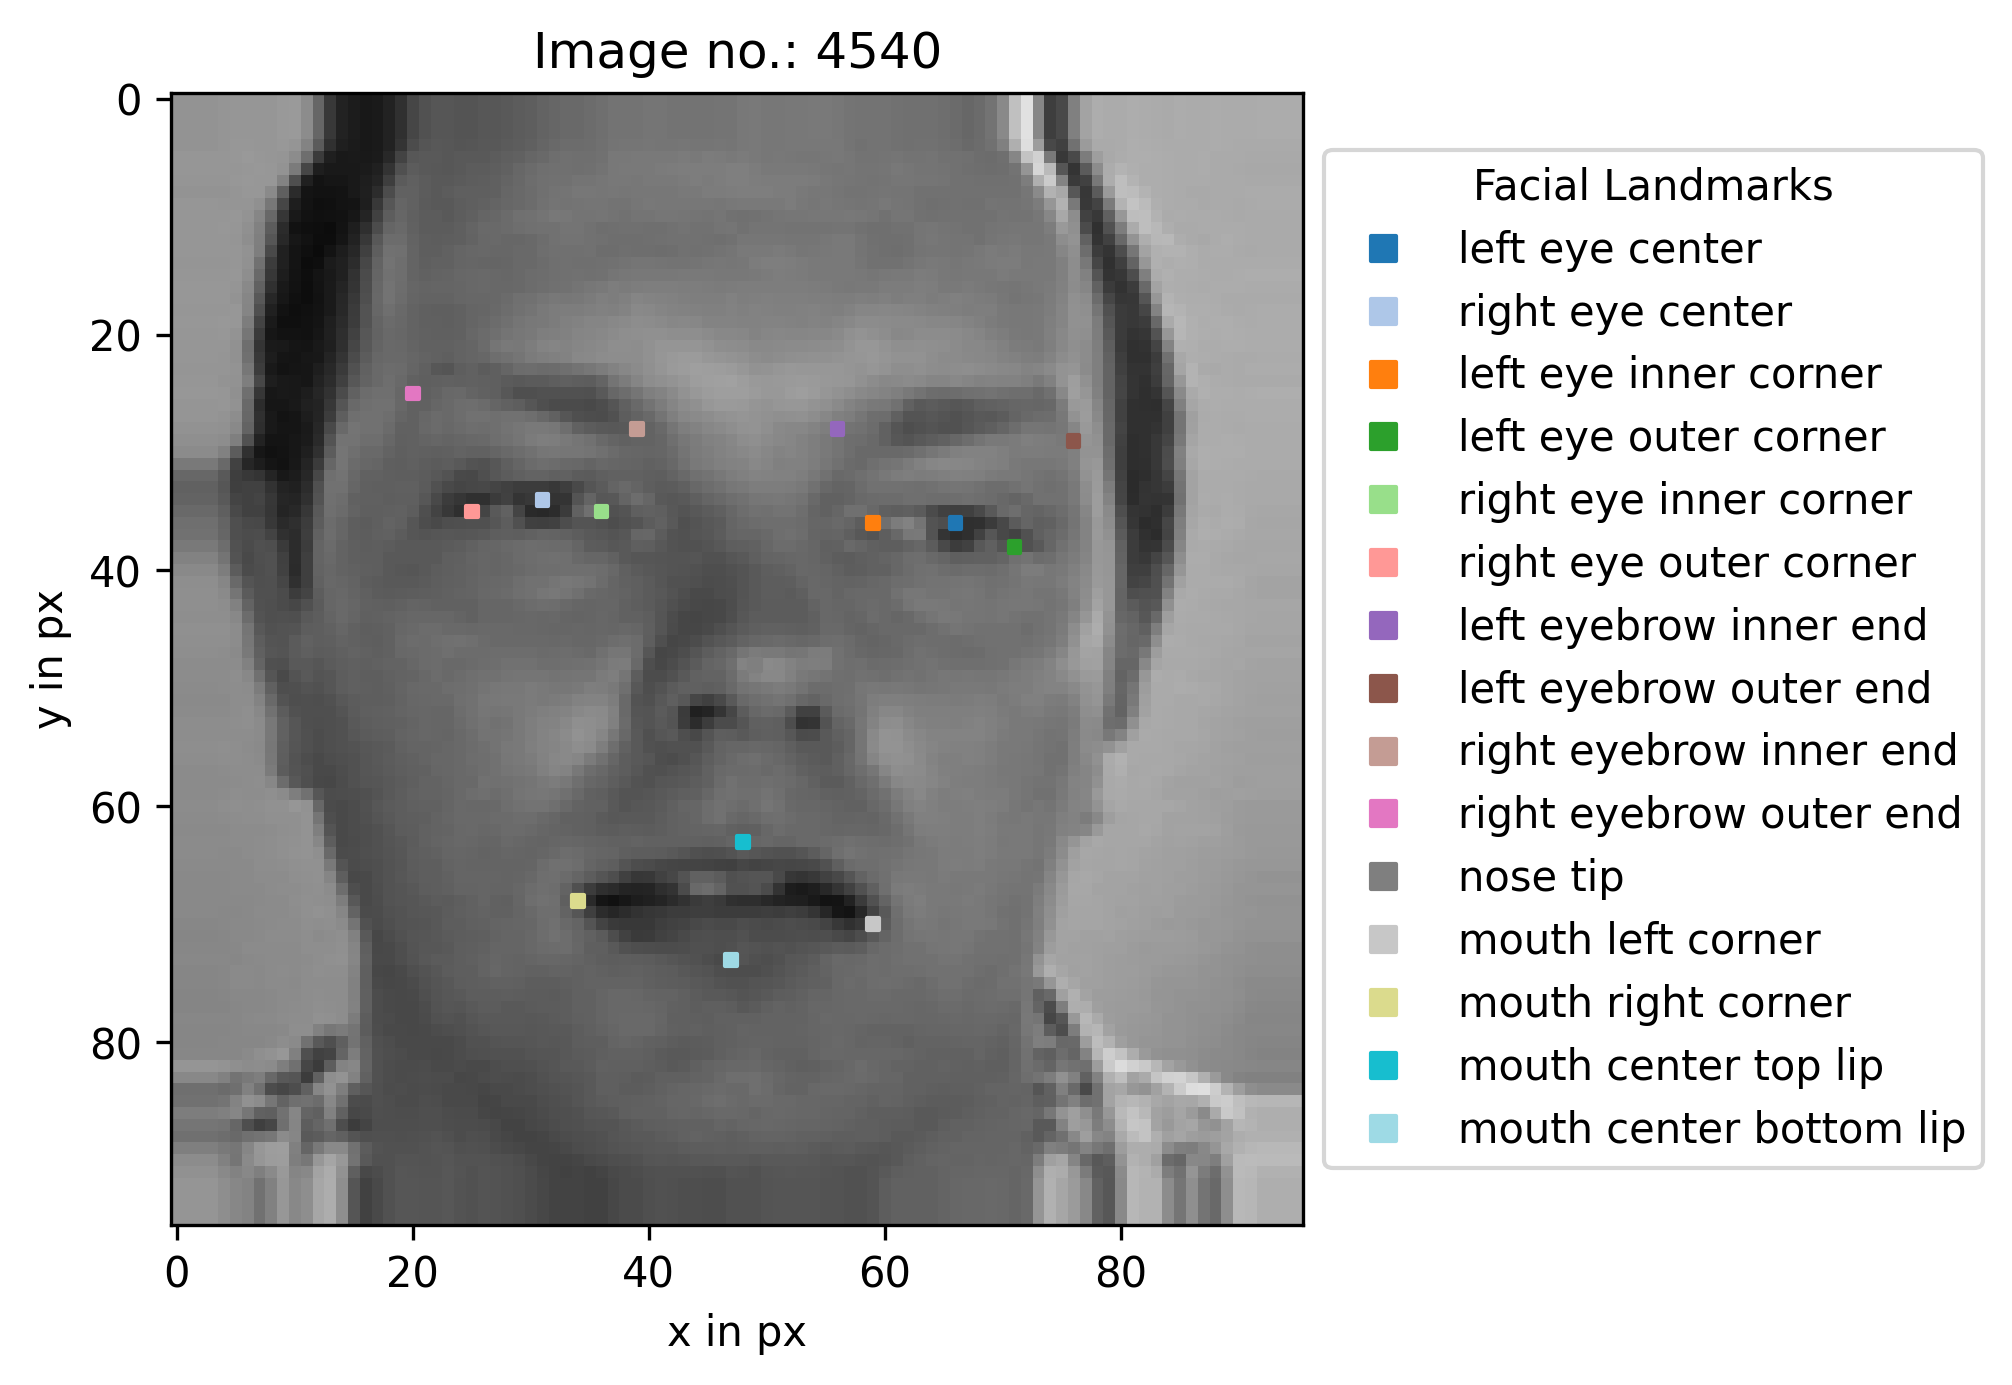 Image no.: 4540
0
20
40
60
80
y in px
0 20 40 60 80
x in px
Facial Landmarks
left eye center
right eye center
left eye inner corner
left eye outer corner
right eye inner corner
right eye outer corner
left eyebrow inner end
left eyebrow outer end
right eyebrow inner end
right eyebrow outer end
nose tip
mouth left corner
mouth right corner
mouth center top lip
mouth center bottom lip